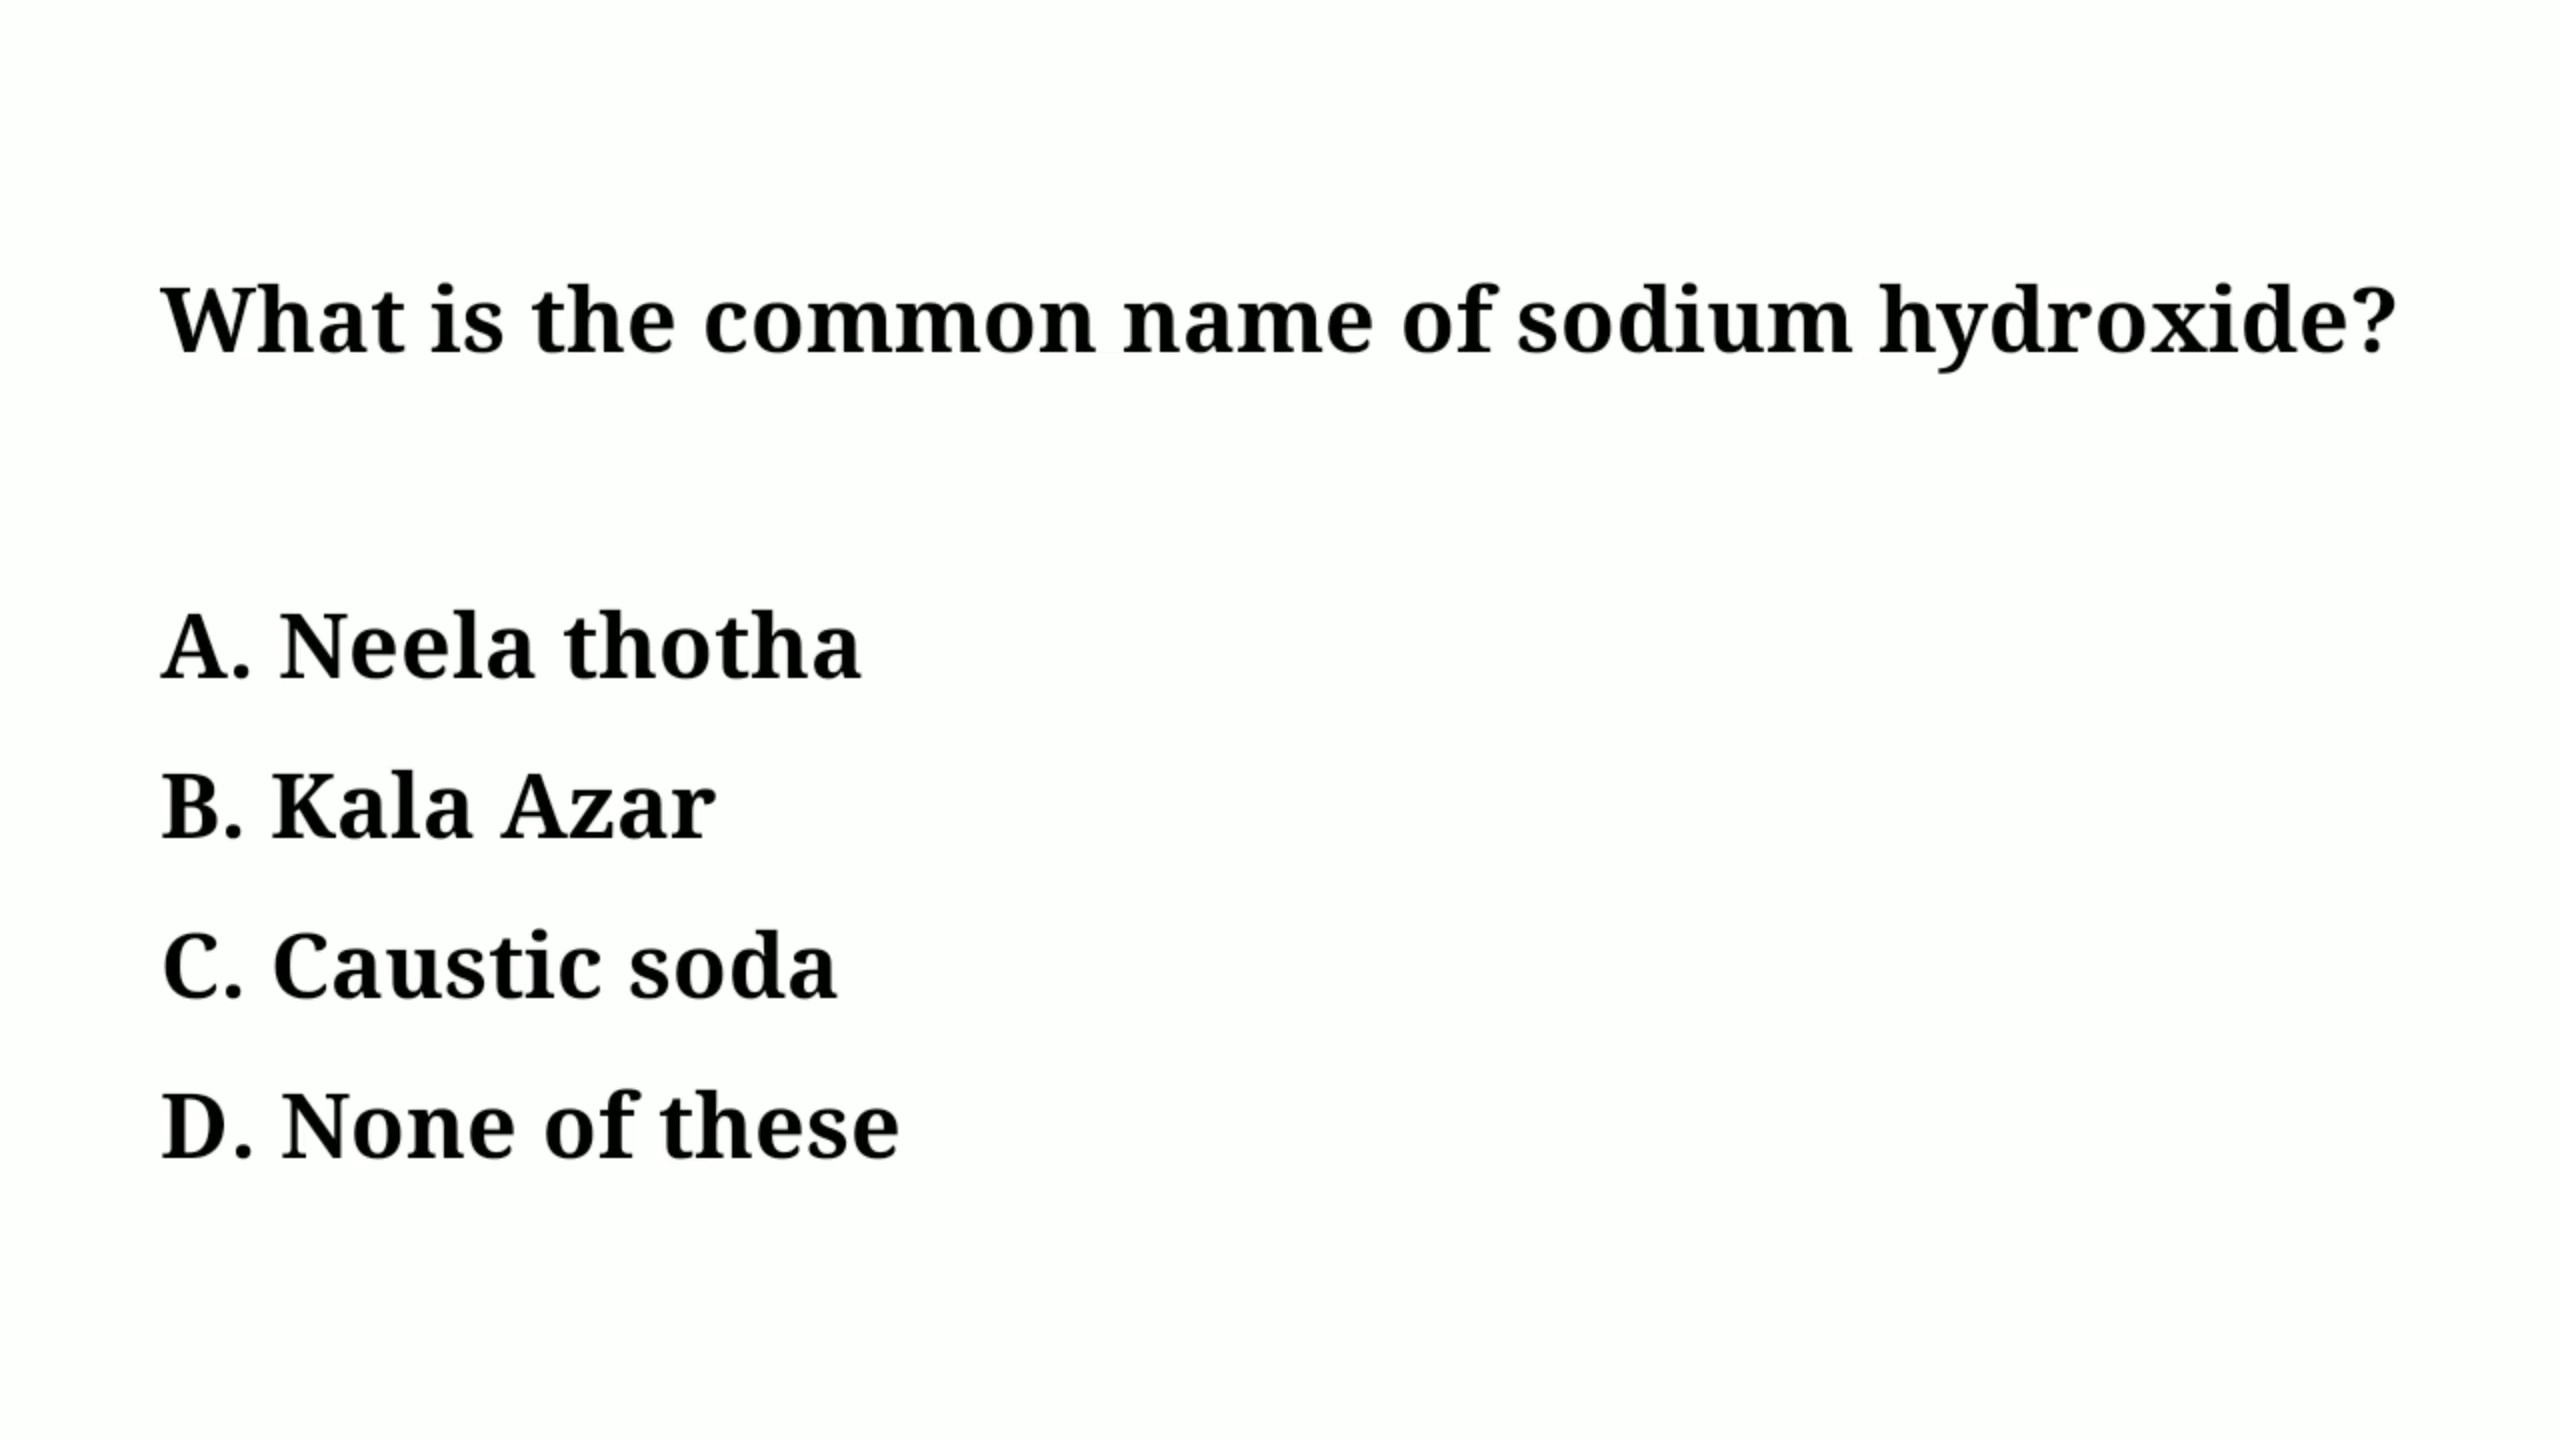 What is the common name of sodium hydroxide?
A. Neela thotha
B. Kala Azar
C. Caustic soda
D. None of these